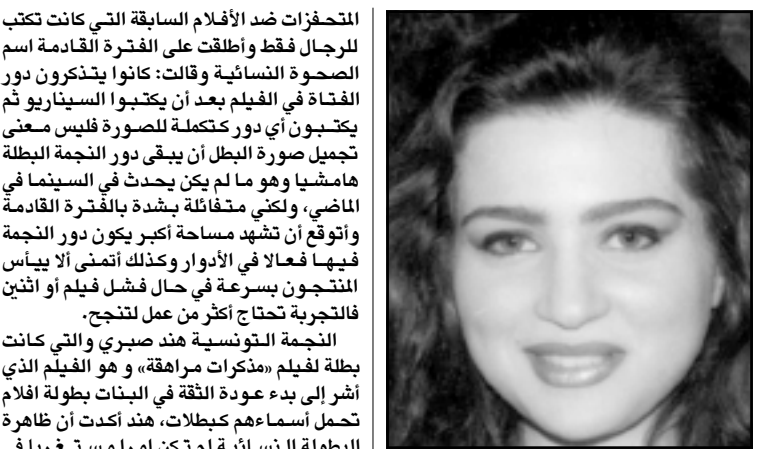 المتحفزات ضد الأفلام السابقة التي كانت تكتب
للرجال فقط وأطلقت على الفترة القادمة اسم
الصحوة النسائية وقالت: كانوا يتذكرون دور
الفتاة في الفيلم بعد أن يكتبوا السيناريو ثم
يكتبون أي دور كتكملة للصورة فليس معنى
تجميل صورة البطل أن يبقى دور النجمة البطلة
هامشيا وهو ما لم يكن يحدث في السينما في
الماضي، ولكني متفائلة بشدة بالفترة القادمة
وأتوقع أن تشهد مساحة أكبر يكون دور النجمة
فيها فعالا في الأدوار وكذلك أتمنى ألا ييأس
المنتجون بسرعة في حال فشل فيلم أو اثنين
فالتجربة تحتاج أكثر من عمل لتنجح.
النجمة التونسية هند صبري والتي كانت
بطلة لفيلم «مذكرات مراهقة» و هو الفيلم الذي
أشر إلى بدء عودة الثقة في البنات بطولة افلام
تحمل أسماءهم كبطلات، هند أكدت أن ظاهرة
البطولة النسائية لم تكن